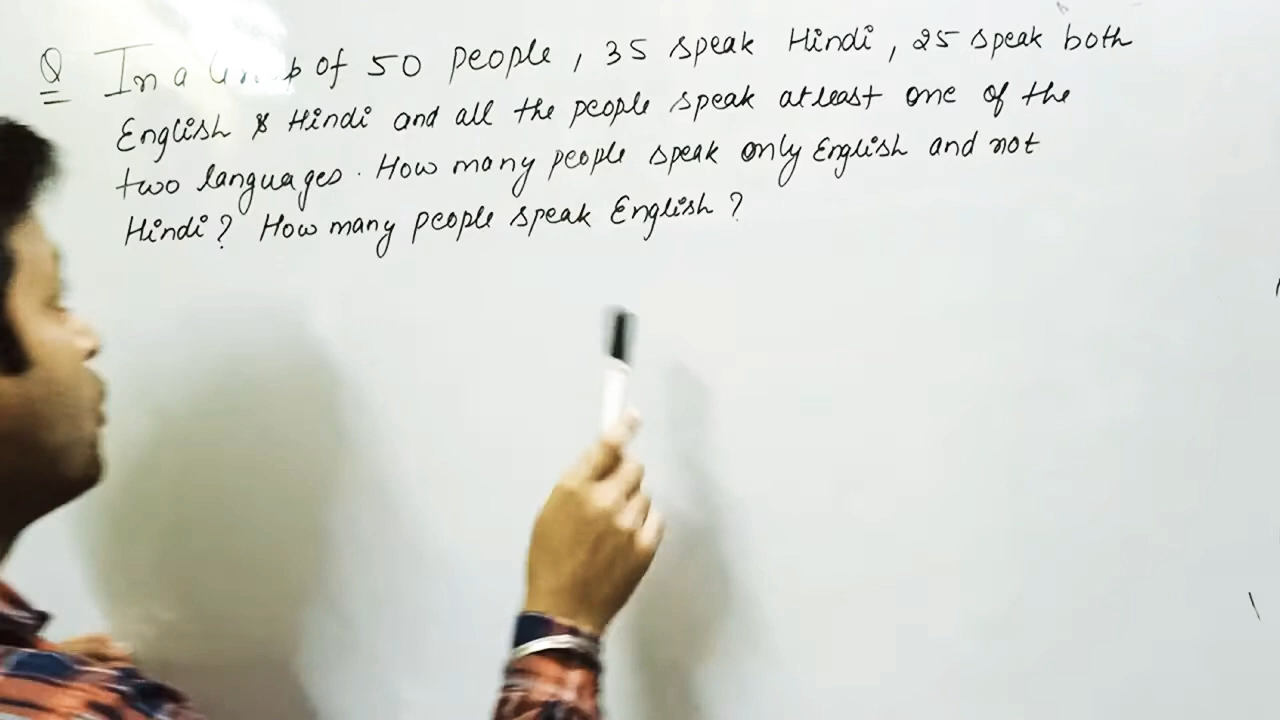 Q In a of 50 people, 35 speak Hindi, 25 speak both
English & Hindi and all the people speak atleast one of the
two languages. How many people speak only English and not
Hindi? How many people speak English?